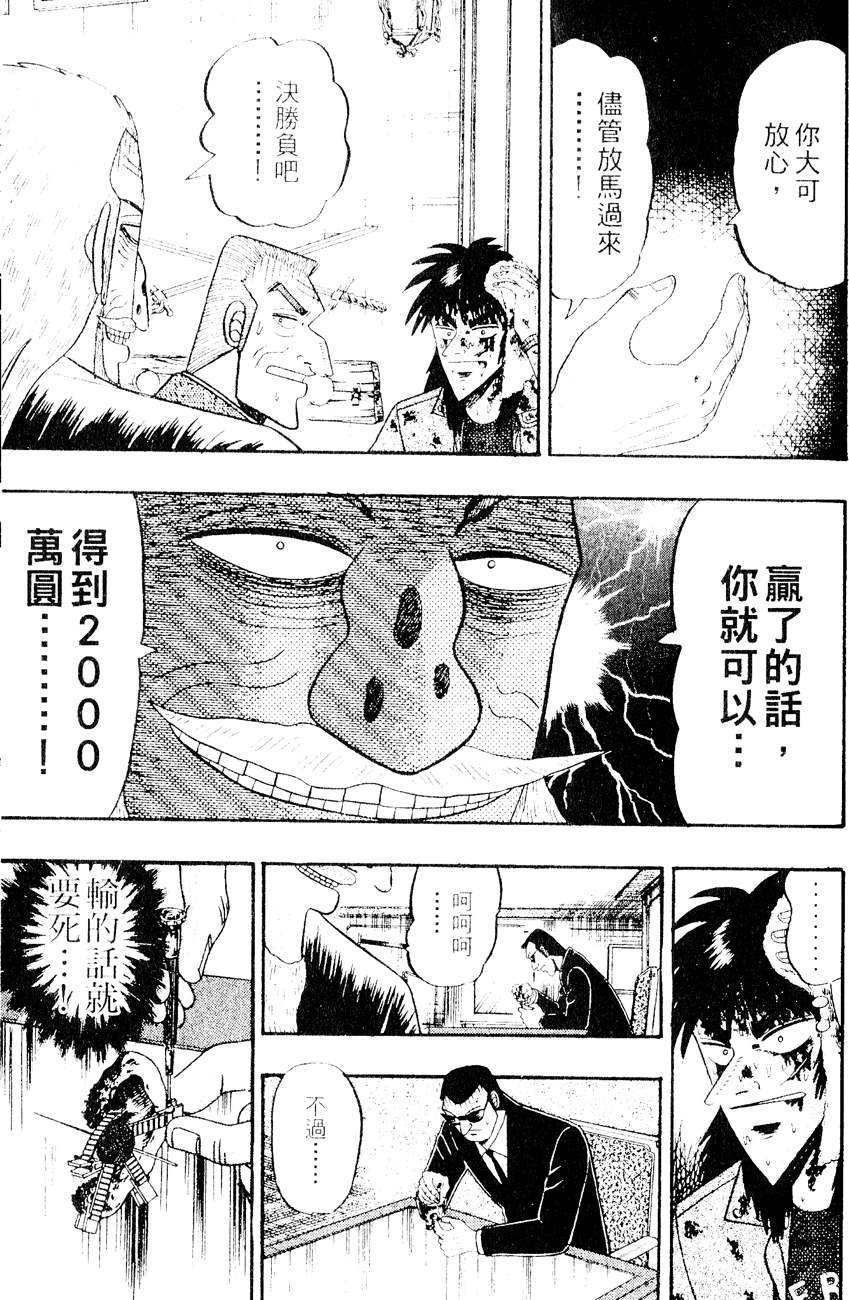 你大可
放心，
儘管放馬過來
………！
決勝負吧
………！
贏了的話，
你就可以…
得到2000
萬圓…………！
……
呵呵呵
不過……
輸的話就
要死…！